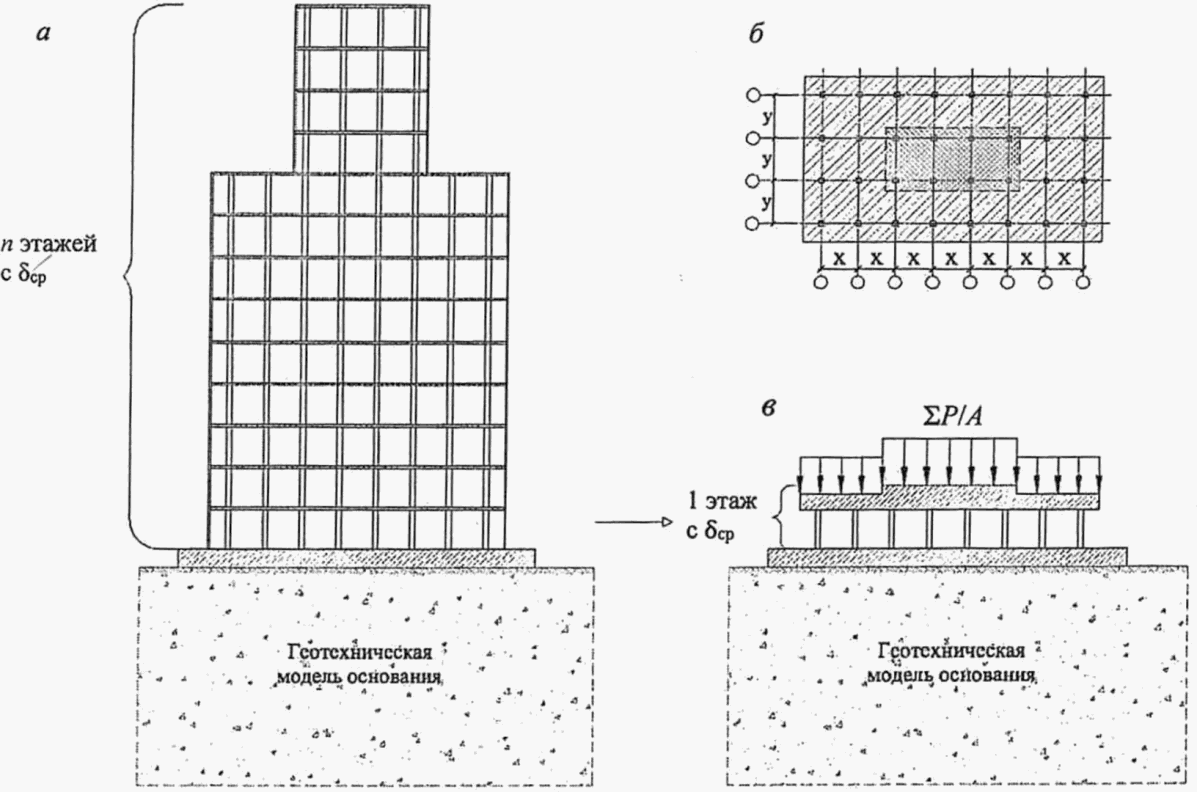 а
n этажей
с δср
Геотехническая
модель основания
б
у
у
у
х х х х х х х
в
ΣP/A
1 этаж
с δср
Геотехническая
модель основания